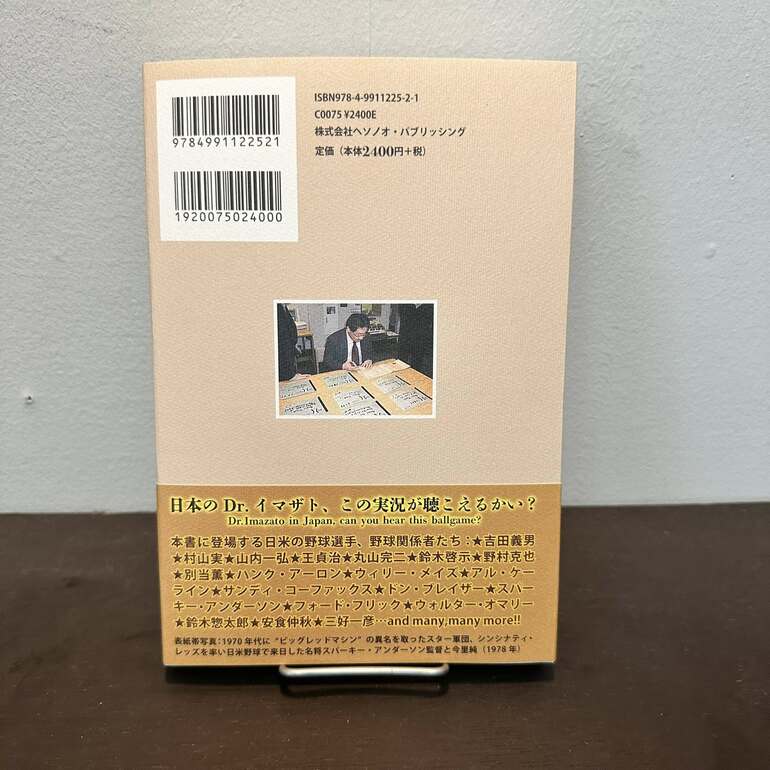 9784991122521
1920075024000
ISBN978-4-9911225-2-1
C0075 ¥2400E
株式会社ヘソノオ・パブリッシング
定価（本体2400円+税）
日本のDr.イマザト、この実況が聴こえるかい？
Dr.Imazato in Japan, can you hear this ballgame?
本書に登場する日米の野球選手、野球関係者たち：★吉田義男
★村山実★山内一弘★王貞治★丸山完二★鈴木啓示★野村克也
★別当薫★ハンク・アーロン★ウィリー・メイズ★アル・ケー
ライン★サンディ・コーファックス★ドン・ブレイザー★スパー
キー・アンダーソン★フォード・フリック★ウォルター・オマリー
★鈴木惣太郎★安食仲秋★三好一彦…and many,many more!!
表紙帯写真：1970年代に“ビッグレッドマシン”の異名を取ったスター軍団、シンシナティ・
レッズを率い日米野球で来日した名将スパーキー・アンダーソン監督と今里純（1978年）